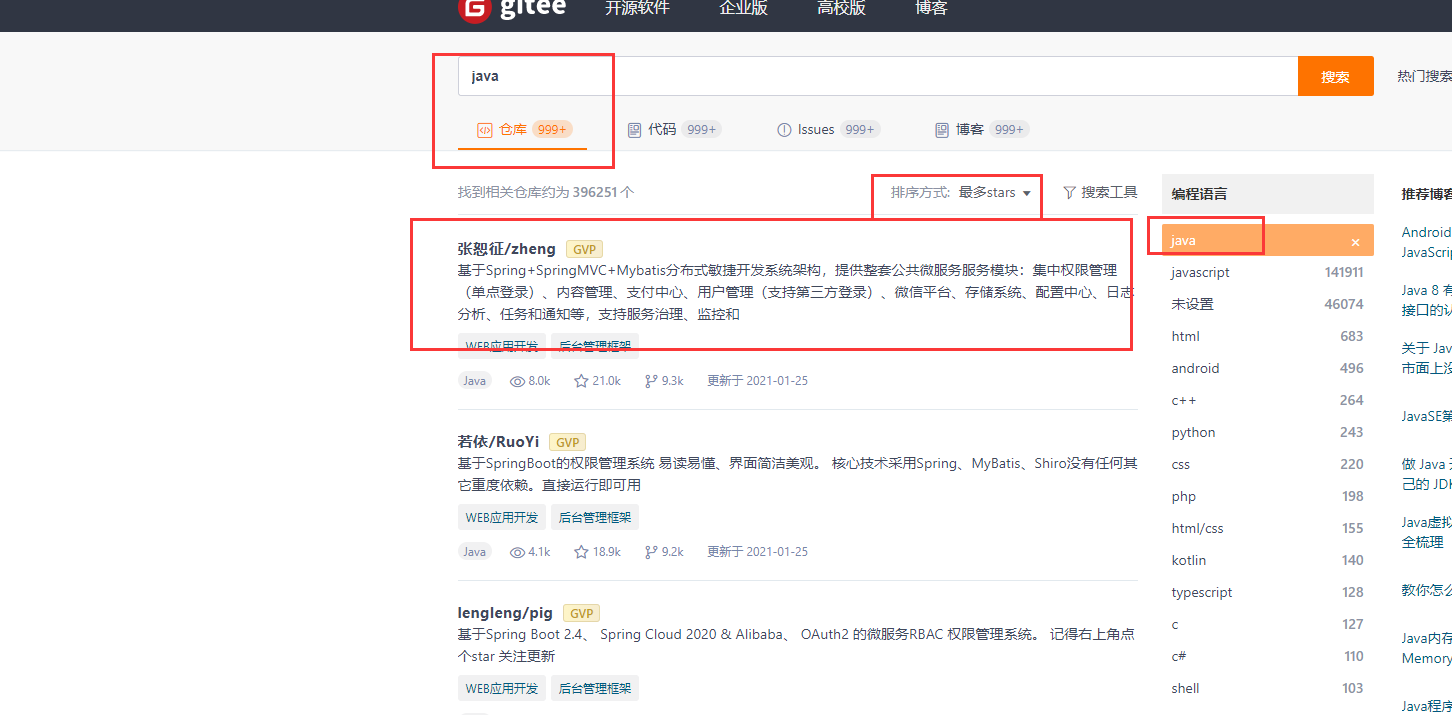 gitee 开源软件 企业版 高校版 博客
java 搜索 热门搜索
仓库 999+ 代码 999+ Issues 999+ 博客 999+
找到相关仓库约为 396251 个 排序方式: 最多stars 搜索工具
张恕征/zheng GVP
基于Spring+SpringMVC+Mybatis分布式敏捷开发系统架构，提供整套公共微服务服务模块：集中权限管理
（单点登录）、内容管理、支付中心、用户管理（支持第三方登录）、微信平台、存储系统、配置中心、日志
分析、任务和通知等，支持服务治理、监控和
WEB应用开发 后台管理框架
Java 8.0k 21.0k 9.3k 更新于 2021-01-25
若依/RuoYi GVP
基于SpringBoot的权限管理系统 易读易懂、界面简洁美观。 核心技术采用Spring、MyBatis、Shiro没有任何其
它重度依赖。直接运行即可用
WEB应用开发 后台管理框架
Java 4.1k 18.9k 9.2k 更新于 2021-01-25
lengleng/pig GVP
基于Spring Boot 2.4、 Spring Cloud 2020 & Alibaba、 OAuth2 的微服务RBAC 权限管理系统。 记得右上角点
个star 关注更新
WEB应用开发 后台管理框架
编程语言
java ×
javascript 141911
未设置 46074
html 683
android 496
c++ 264
python 243
css 220
php 198
html/css 155
kotlin 140
typescript 128
c 127
c# 110
shell 103
推荐博客
Android
JavaScri
Java 8 有
接口的认
关于 Jav
市面上没
JavaSE第
做 Java 
己的 JDK
Java虚拟
全梳理
教你怎么
Java内存
Memory
Java程序